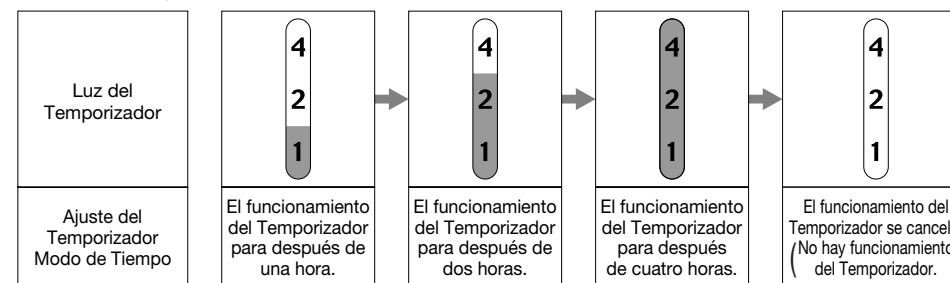 Luz del
Temporizador
4
2
1
4
2
1
4
2
1
4
2
1
Ajuste del
Temporizador
Modo de Tiempo
El funcionamiento
del Temporizador
para después de
una hora.
El funcionamiento
del Temporizador
para después de
dos horas.
El funcionamiento
del Temporizador
para después
de cuatro horas.
El funcionamiento del
Temporizador se cancel
(No hay funcionamiento
del Temporizador.